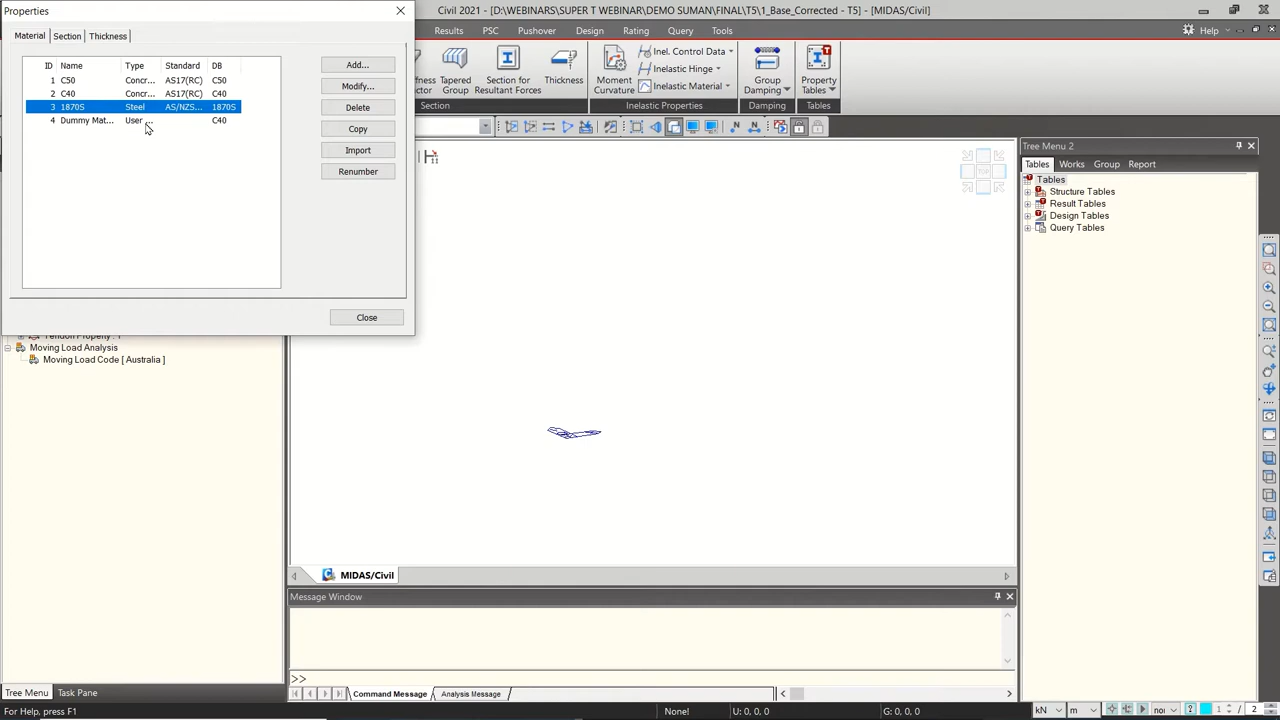 Properties
Civil 2021 - [D:\WEBINARS\SUPER T WEBINAR\DEMO SUMAN\FINAL\T5\1_Base_Corrected - T5] - [MIDAS/Civil]
Material Section Thickness
Results Pushover PSC Design Rating Query Tools Help
ID Name Type Standard DB
1 C50 Concr... AS17(RC) C50
2 C40 Concr... AS17(RC) C40
3 1870S Steel AS/NZS... 1870S
4 Dummy Mat... User ... C40
Add...
Modify...
Delete
Copy
Import
Renumber
Close
Tapered Group
Section for Resultant Forces
Thickness
Section
Moment Curvature
Inel. Control Data
Inelastic Hinge
Inelastic Material
Inelastic Properties
Group Damping
Damping
Property Tables
Tables
TOP
Moving Load Analysis
Moving Load Code [ Australia ]
Tree Menu 2
Tables Works Group Report
Tables
Structure Tables
Result Tables
Design Tables
Query Tables
MIDAS/Civil
Message Window
>>
Command Message Analysis Message
Tree Menu Task Pane
For Help, press F1
None!
U: 0, 0, 0
G: 0, 0, 0
kN m
non
? 1 / 2